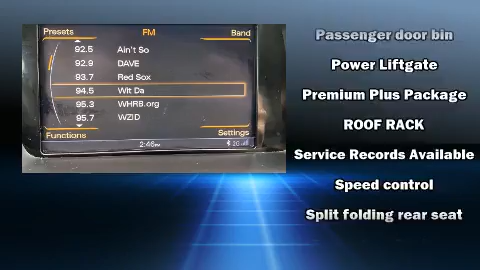 Presets FM Band
92.5 Ain't So
92.9 DAVE
93.7 Red Sox
94.5 Wit Da
95.3 WHRB.org
95.7 WZID
Functions Settings
2:46PM 2G
Passenger door bin
Power Liftgate
Premium Plus Package
ROOF RACK
Service Records Available
Speed control
Split folding rear seat